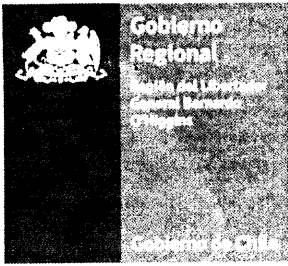 Gobierno
Regional
Región del Libertador
General Bernardo
O'Higgins
Gobierno de Chile